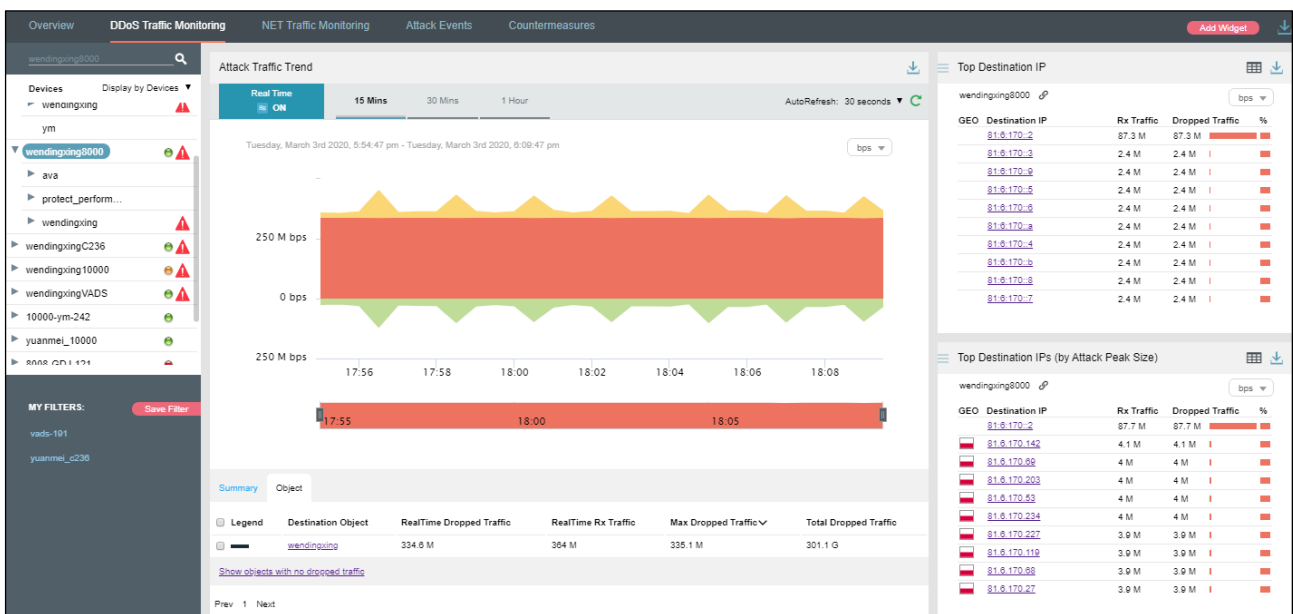 Overview DDoS Traffic Monitoring NET Traffic Monitoring Attack Events Countermeasures Add Widget
wendingxing8000
Devices Display by Devices ▼
wendingxing
ym
wendingxing8000
ava
protect_perform...
wendingxing
wendingxingC236
wendingxing10000
wendingxingVADS
10000-ym-242
yuanmei_10000
MY FILTERS: Save Filter
vads-191
yuanmei_c236
Attack Traffic Trend
Real Time
ON
15 Mins 30 Mins 1 Hour AutoRefresh: 30 seconds ▼
Tuesday, March 3rd 2020, 5:54:47 pm - Tuesday, March 3rd 2020, 6:09:47 pm bps
250 M bps
0 bps
250 M bps
17:56 17:58 18:00 18:02 18:04 18:06 18:08
17:55 18:00 18:05
Summary Object
Legend Destination Object RealTime Dropped Traffic RealTime Rx Traffic Max Dropped Traffic Total Dropped Traffic
wendingxing 334.6 M 364 M 335.1 M 301.1 G
Show objects with no dropped traffic
Prev 1 Next
Top Destination IP
wendingxing8000 bps
GEO Destination IP Rx Traffic Dropped Traffic %
81:6:170::2 87.3 M 87.3 M
81:6:170::3 2.4 M 2.4 M
81:6:170::9 2.4 M 2.4 M
81:6:170::5 2.4 M 2.4 M
81:6:170::6 2.4 M 2.4 M
81:6:170::a 2.4 M 2.4 M
81:6:170::4 2.4 M 2.4 M
81:6:170::b 2.4 M 2.4 M
81:6:170::8 2.4 M 2.4 M
81:6:170::7 2.4 M 2.4 M
Top Destination IPs (by Attack Peak Size)
wendingxing8000 bps
GEO Destination IP Rx Traffic Dropped Traffic %
81:6:170::2 87.7 M 87.7 M
81.6.170.142 4.1 M 4.1 M
81.6.170.69 4 M 4 M
81.6.170.203 4 M 4 M
81.6.170.53 4 M 4 M
81.6.170.234 4 M 4 M
81.6.170.227 3.9 M 3.9 M
81.6.170.119 3.9 M 3.9 M
81.6.170.68 3.9 M 3.9 M
81.6.170.27 3.9 M 3.9 M